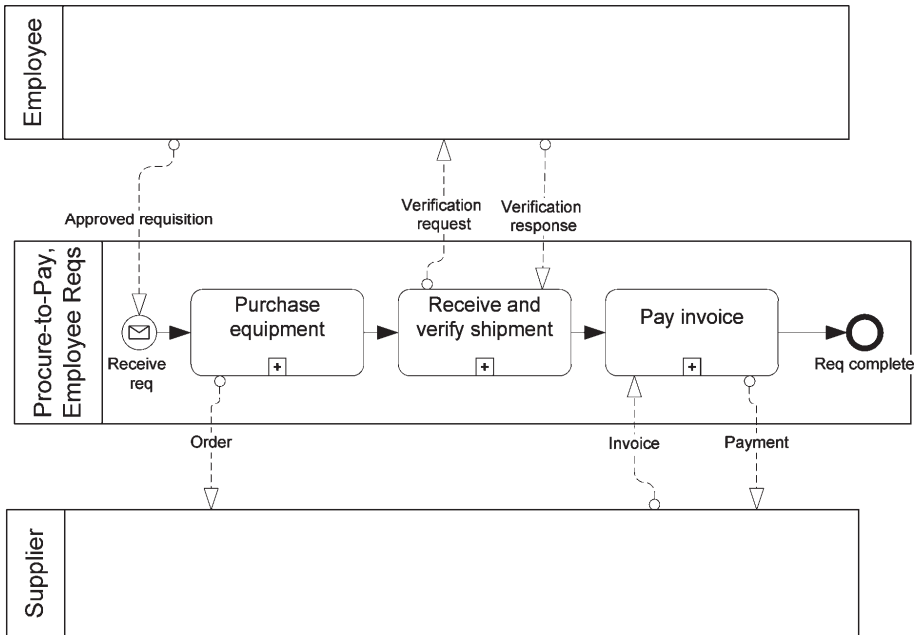 Employee
Approved requisition
Verification
request
Verification
response
Procure-to-Pay,
Employee Reqs
Receive
req
Purchase
equipment
Receive and
verify shipment
Pay invoice
Req complete
Order
Invoice
Payment
Supplier